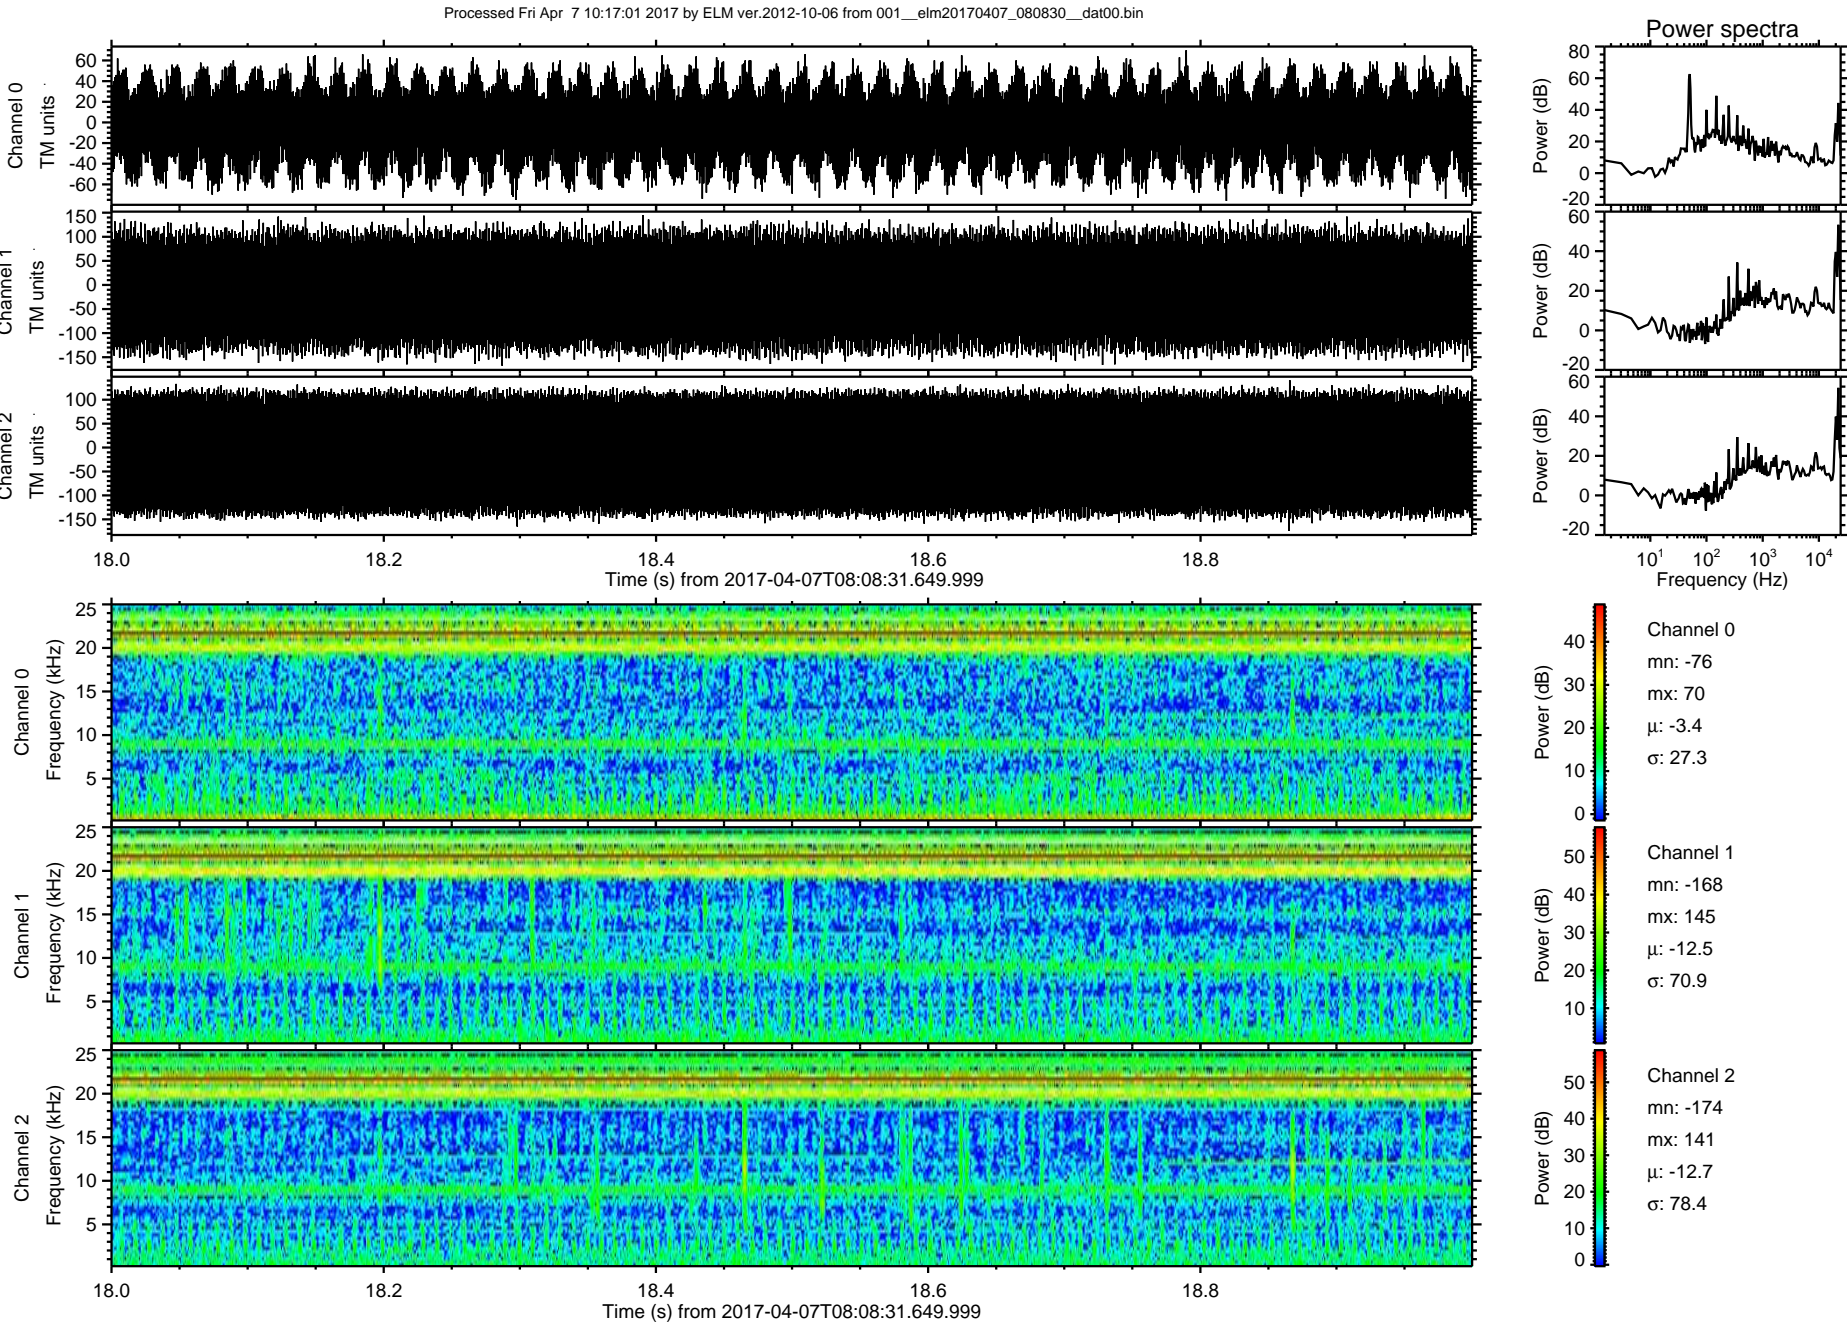 Processed Fri Apr  7 10:17:01 2017 by ELM ver.2012-10-06 from 001__elm20170407_080830__dat00.bin
Power spectra
Channel 0
TM units
60
40
20
0
-20
-40
-60
Power (dB)
80
60
40
20
0
-20
Channel 1
TM units
150
100
50
0
-50
-100
-150
Power (dB)
60
40
20
0
-20
Channel 2
TM units
100
50
0
-50
-100
-150
Power (dB)
60
40
20
0
-20
18.0 18.2 18.4 18.6 18.8
Time (s) from 2017-04-07T08:08:31.649.999
10¹ 10² 10³ 10⁴
Frequency (Hz)
Channel 0
Frequency (kHz)
25
20
15
10
5
Power (dB)
40
30
20
10
0
Channel 0
mn: -76
mx: 70
μ: -3.4
σ: 27.3
Channel 1
Frequency (kHz)
25
20
15
10
5
Power (dB)
50
40
30
20
10
Channel 1
mn: -168
mx: 145
μ: -12.5
σ: 70.9
Channel 2
Frequency (kHz)
25
20
15
10
5
Power (dB)
50
40
30
20
10
0
Channel 2
mn: -174
mx: 141
μ: -12.7
σ: 78.4
18.0 18.2 18.4 18.6 18.8
Time (s) from 2017-04-07T08:08:31.649.999